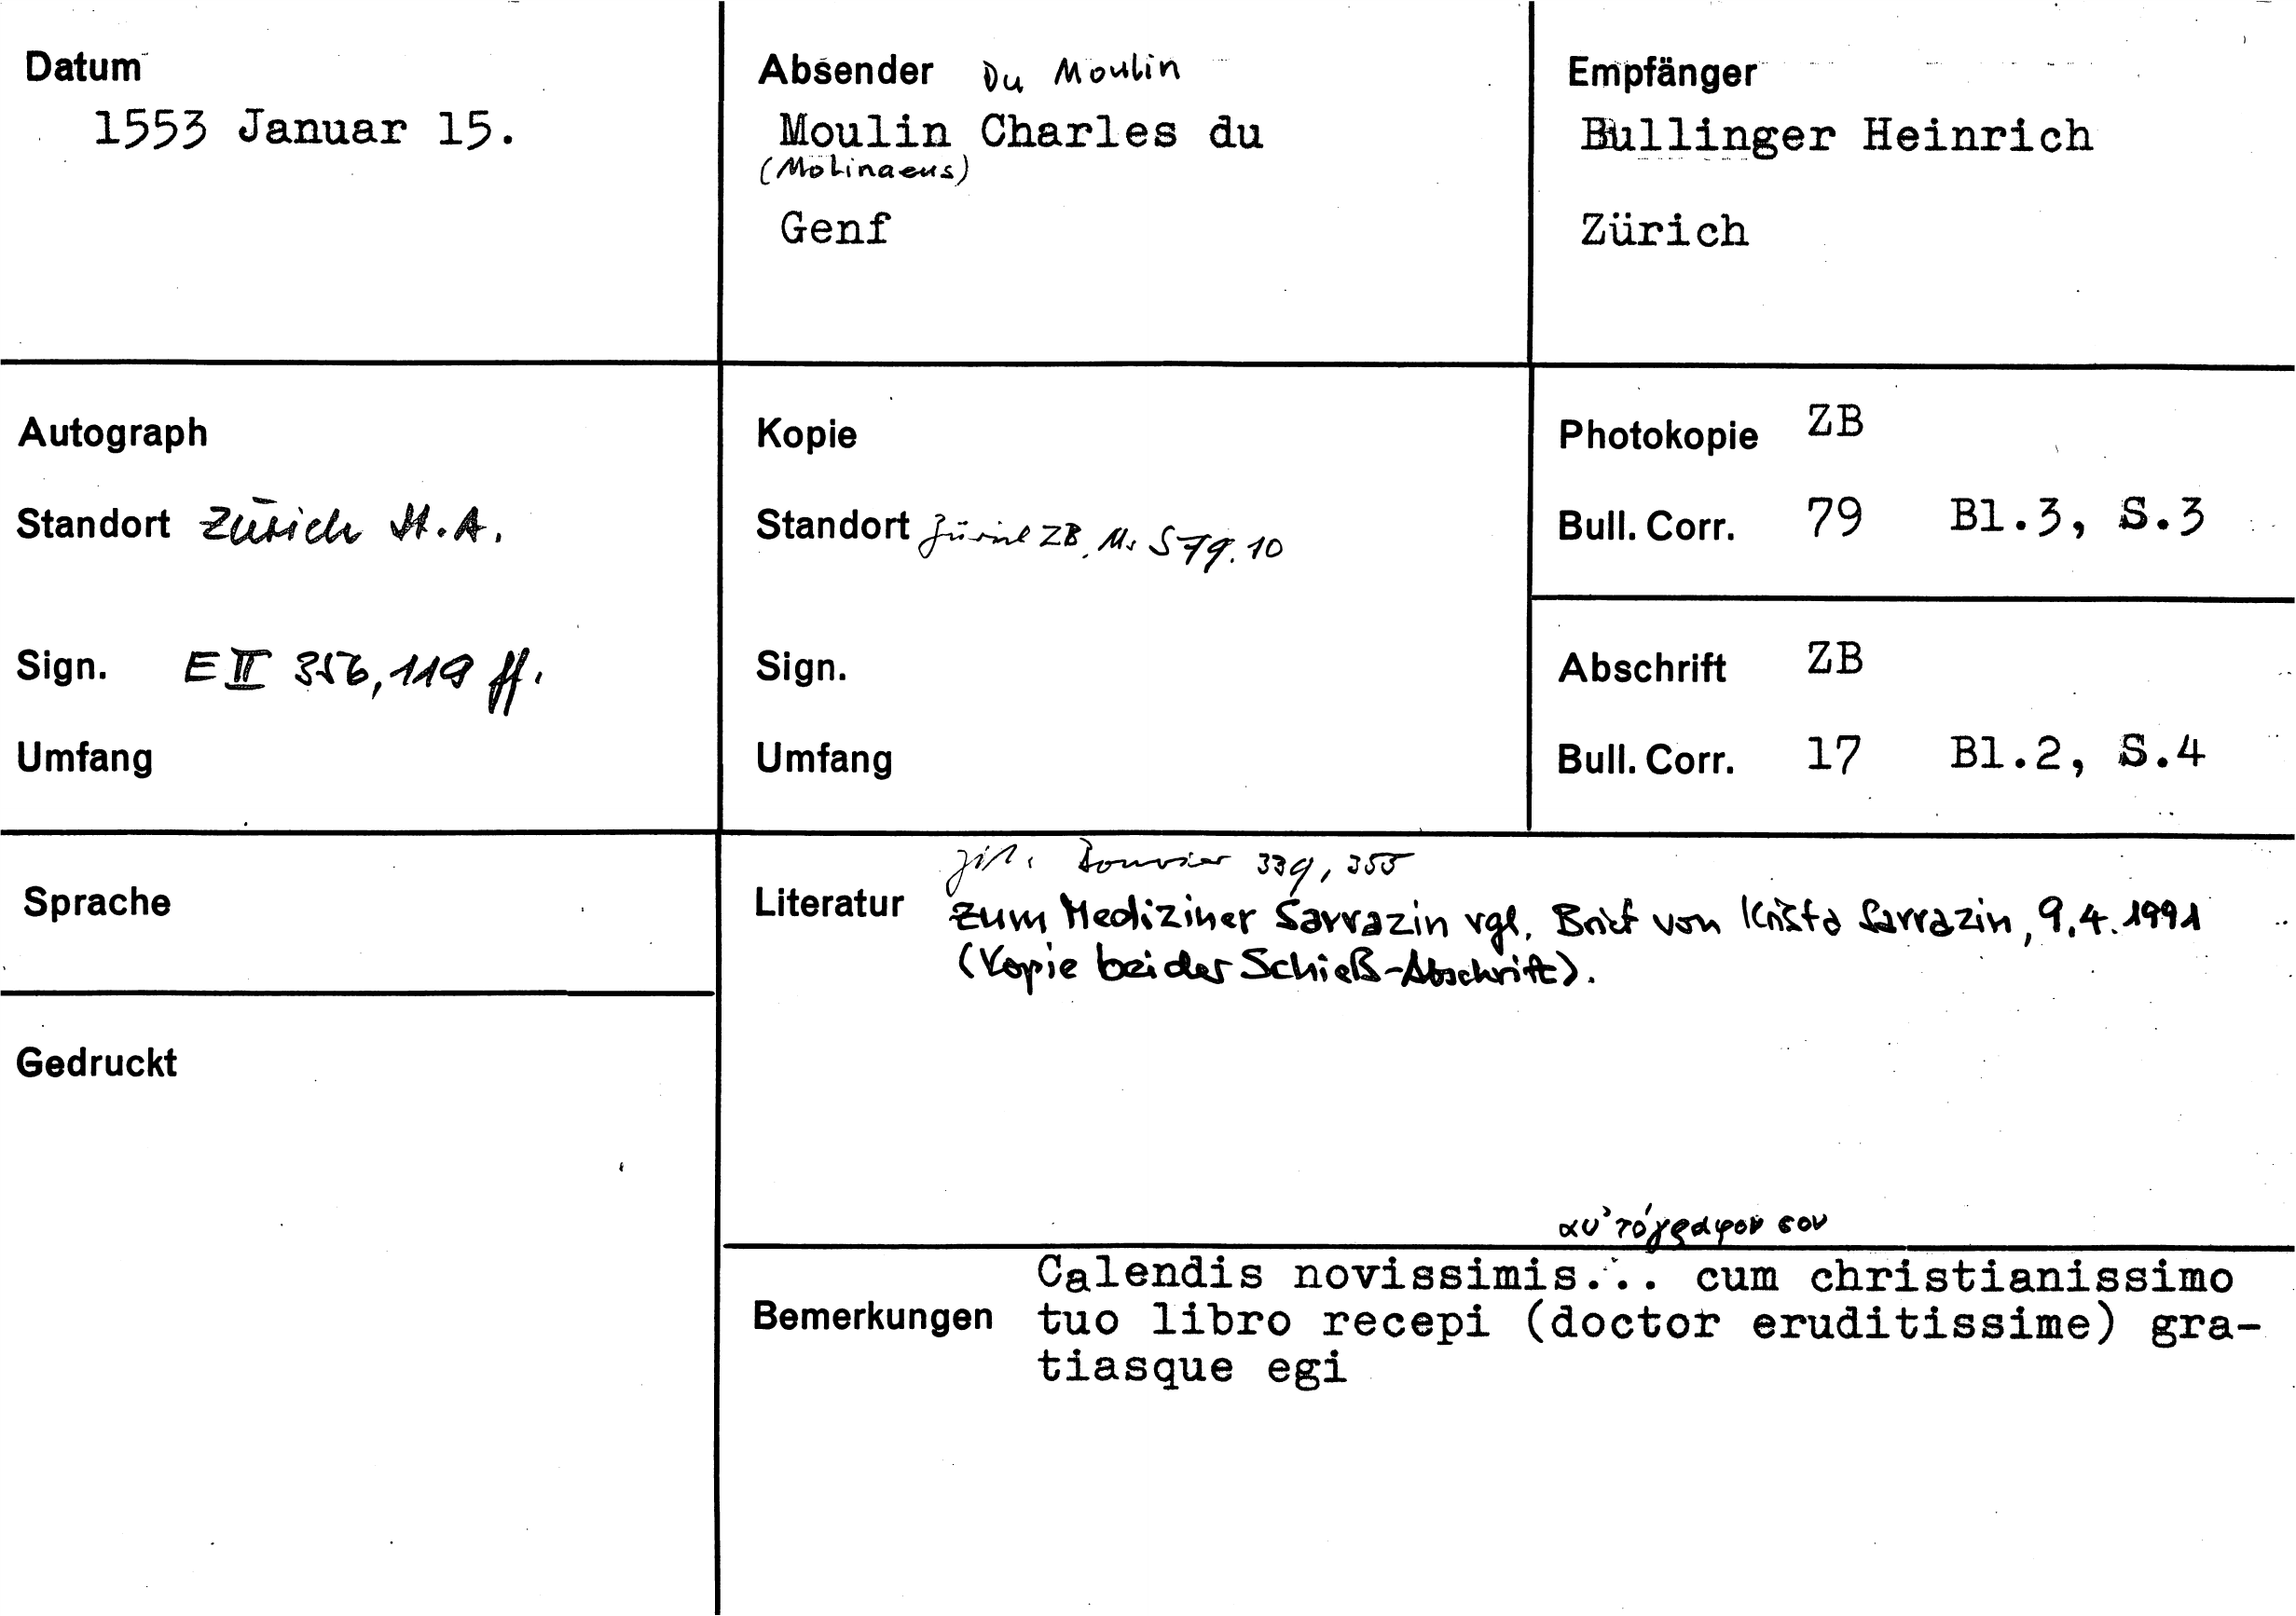 Datum
1553 Januar 15.
Absender Du Moulin
Moulin Charles du
(Molinaeus)
Genf
Empfänger
Bullinger Heinrich
Zürich
Autograph
Standort Zürich St.A.
Sign. E II 356, 119 ff.
Umfang
Kopie
Standort Zürich ZB, Ms S 79.10
Sign.
Umfang
Photokopie ZB
Bull. Corr. 79 Bl.3, S.3
Abschrift ZB
Bull. Corr. 17 Bl.2, S.4
Sprache
Gedruckt
Literatur
zit. Bouvier 339, 355
Zum Mediziner Sarrazin vgl. Brief von Krista Sarrazin, 9.4.1991
(Kopie bei der Schieß-Abschrift).
Bemerkungen
αυ'τόγραφον σου
Calendis novissimis... cum christianissimo
tuo libro recepi (doctor eruditissime) gra-
tiasque egi